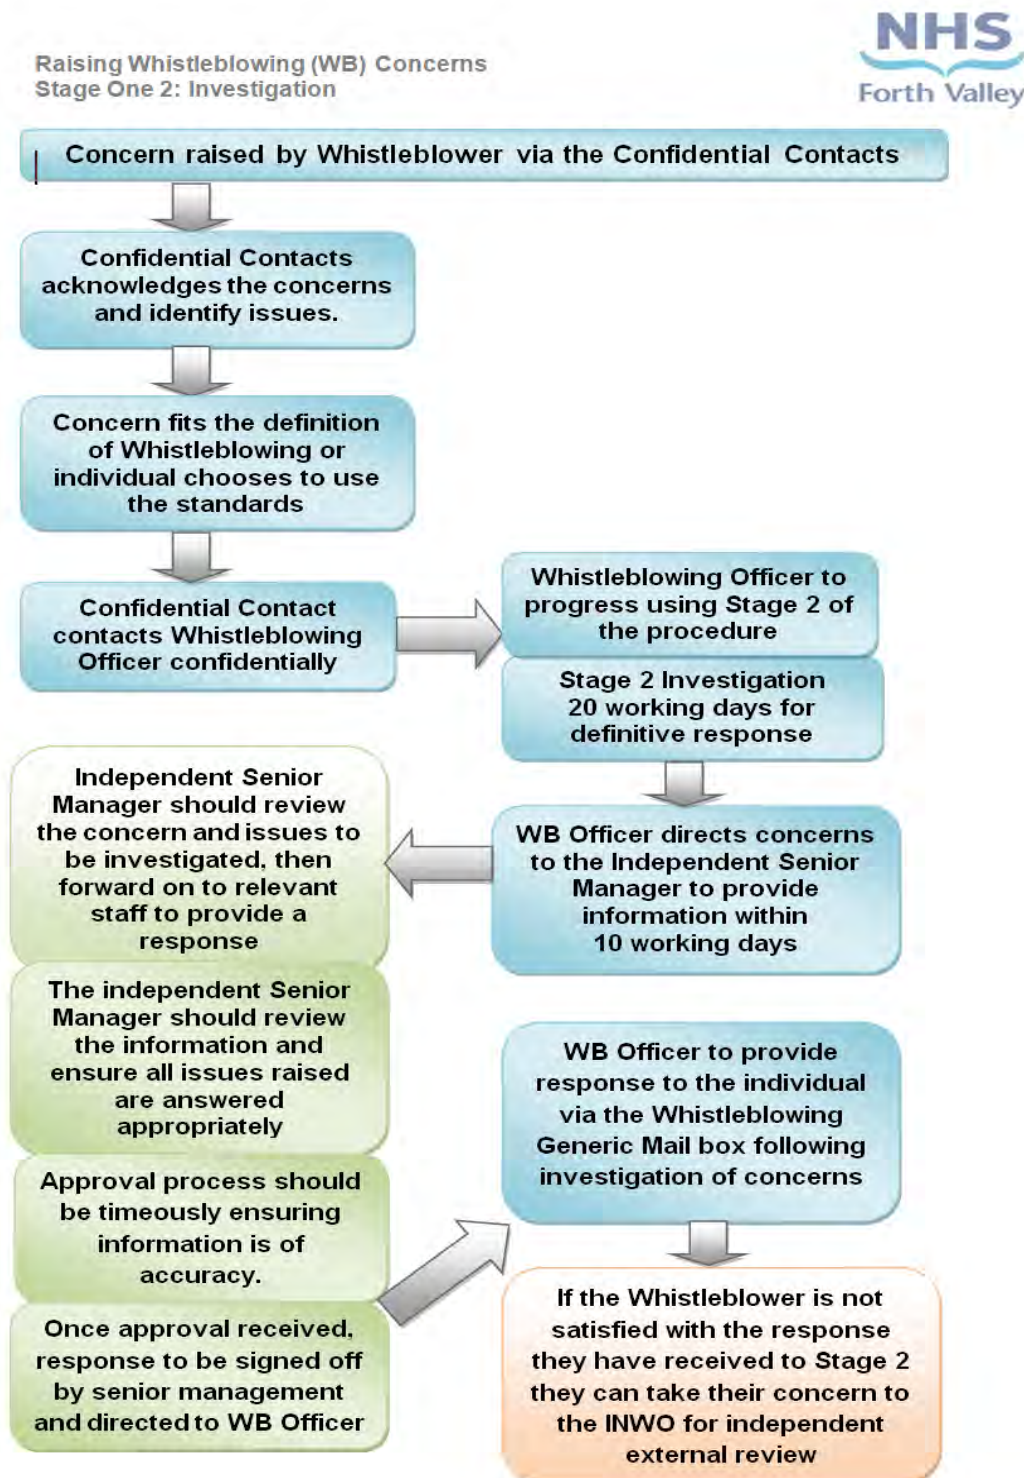 NHS
Forth Valley
Raising Whistleblowing (WB) Concerns
Stage One 2: Investigation
Concern raised by Whistleblower via the Confidential Contacts
Confidential Contacts
acknowledges the concerns
and identify issues.
Concern fits the definition
of Whistleblowing or
individual chooses to use
the standards
Confidential Contact
contacts Whistleblowing
Officer confidentially
Whistleblowing Officer to
progress using Stage 2 of
the procedure
Stage 2 Investigation
20 working days for
definitive response
WB Officer directs concerns
to the Independent Senior
Manager to provide
information within
10 working days
Independent Senior
Manager should review
the concern and issues to
be investigated, then
forward on to relevant
staff to provide a
response
The independent Senior
Manager should review
the information and
ensure all issues raised
are answered
appropriately
Approval process should
be timeously ensuring
information is of
accuracy.
Once approval received,
response to be signed off
by senior management
and directed to WB Officer
WB Officer to provide
response to the individual
via the Whistleblowing
Generic Mail box following
investigation of concerns
If the Whistleblower is not
satisfied with the response
they have received to Stage 2
they can take their concern to
the INWO for independent
external review